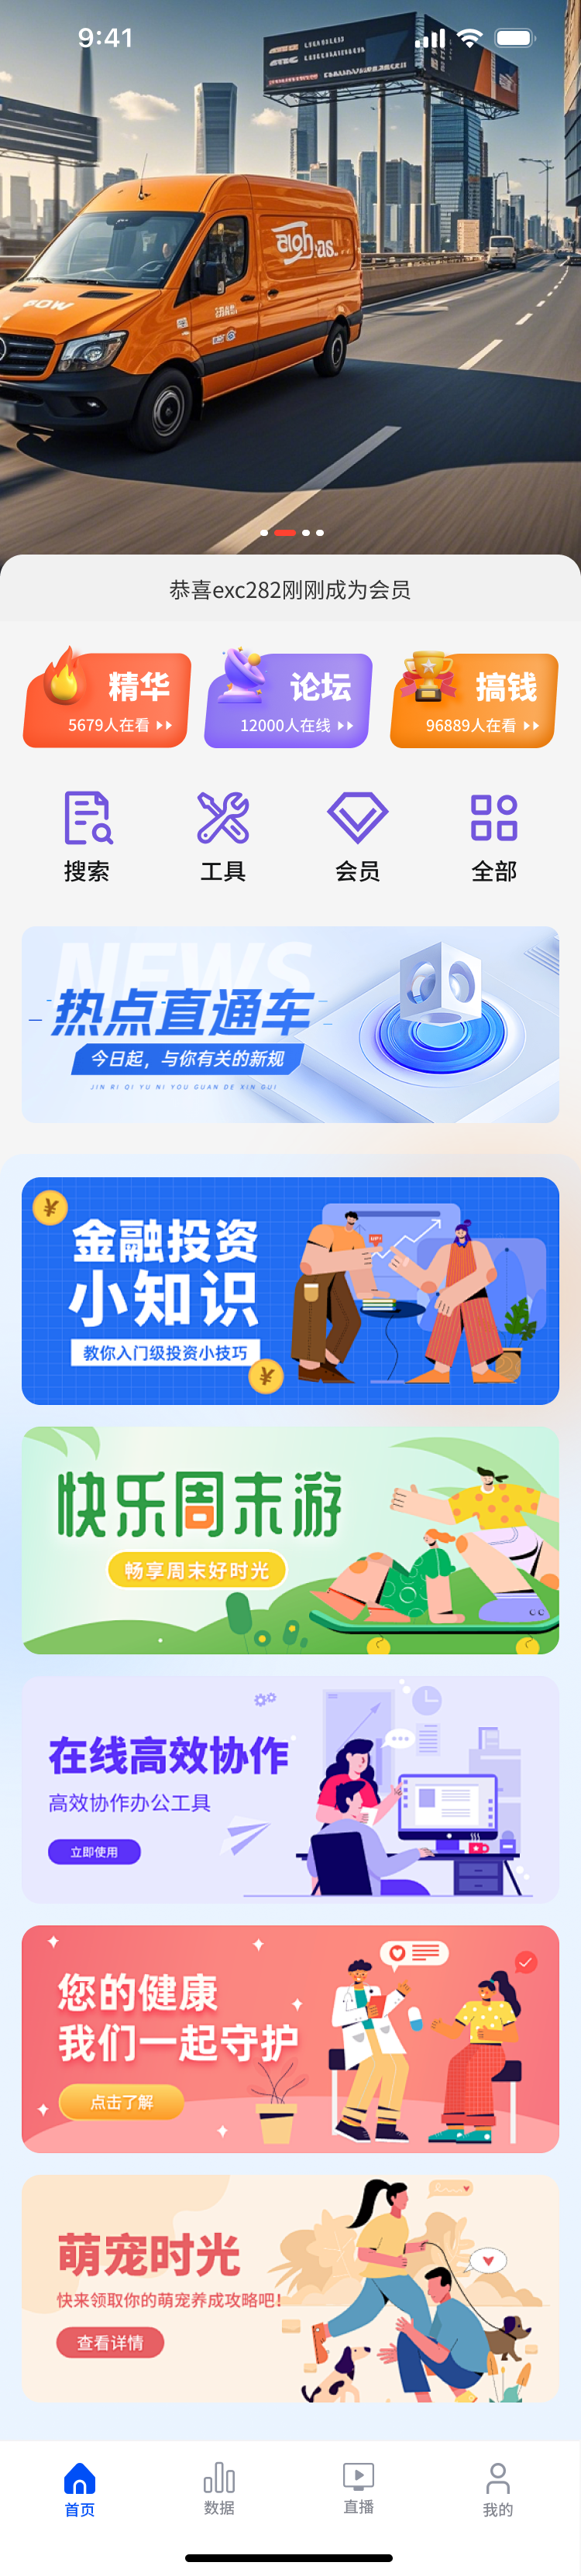 9:41
恭喜exc282刚刚成为会员
精华
5679人在看
论坛
12000人在线
搞钱
96889人在看
搜索
工具
会员
全部
NEWS
热点直通车
今日起，与你有关的新规
JIN RI QI YU NI YOU GUAN DE XIN GUI
金融投资
小知识
教你入门级投资小技巧
快乐周末游
畅享周末好时光
在线高效协作
高效协作办公工具
立即使用
您的健康
我们一起守护
点击了解
萌宠时光
快来领取你的萌宠养成攻略吧！
查看详情
首页
数据
直播
我的